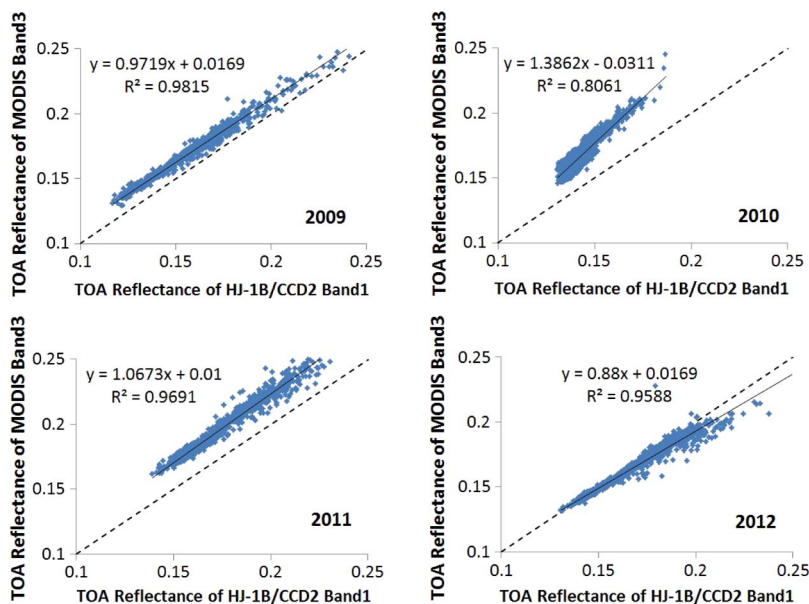 TOA Reflectance of MODIS Band3
0.25
0.2
0.15
0.1
y = 0.9719x + 0.0169
R² = 0.9815
2009
0.1 0.15 0.2 0.25
TOA Reflectance of HJ-1B/CCD2 Band1
TOA Reflectance of MODIS Band3
0.25
0.2
0.15
0.1
y = 1.3862x - 0.0311
R² = 0.8061
2010
0.1 0.15 0.2 0.25
TOA Reflectance of HJ-1B/CCD2 Band1
TOA Reflectance of MODIS Band3
0.25
0.2
0.15
0.1
y = 1.0673x + 0.01
R² = 0.9691
2011
0.1 0.15 0.2 0.25
TOA Reflectance of HJ-1B/CCD2 Band1
TOA Reflectance of MODIS Band3
0.25
0.2
0.15
0.1
y = 0.88x + 0.0169
R² = 0.9588
2012
0.1 0.15 0.2 0.25
TOA Reflectance of HJ-1B/CCD2 Band1